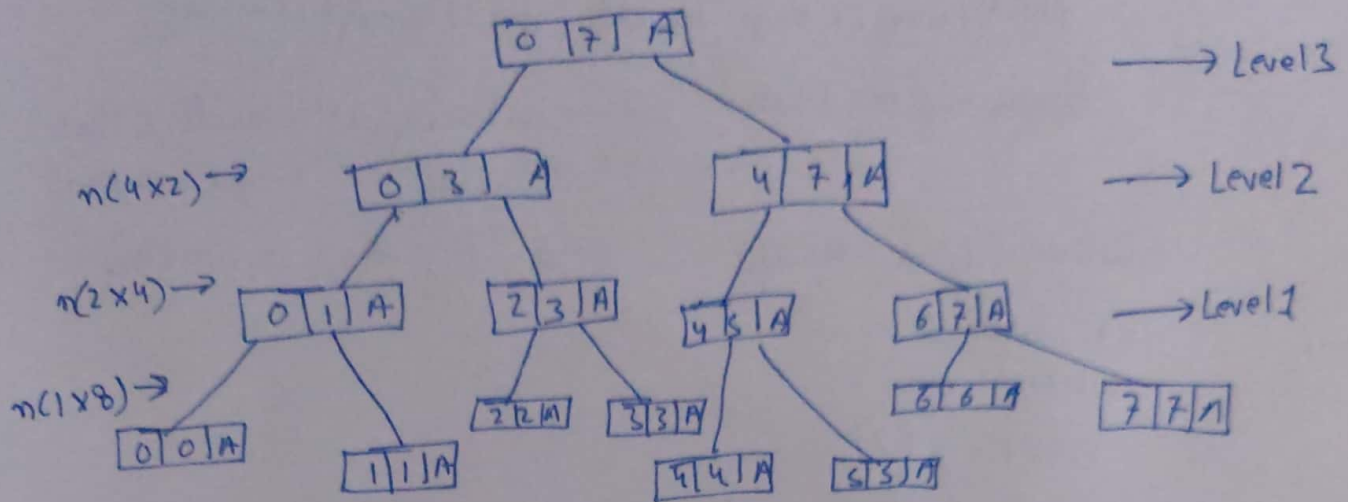 0 | 7 | A → Level 3
n(4×2) → 0 | 3 | A 4 | 7 | A → Level 2
n(2×4) → 0 | 1 | A 2 | 3 | A 4 | 5 | A 6 | 7 | A → Level 1
n(1×8) → 2 | 2 | A 3 | 3 | A 6 | 6 | A 7 | 7 | A
0 | 0 | A 1 | 1 | A 4 | 4 | A 5 | 5 | A